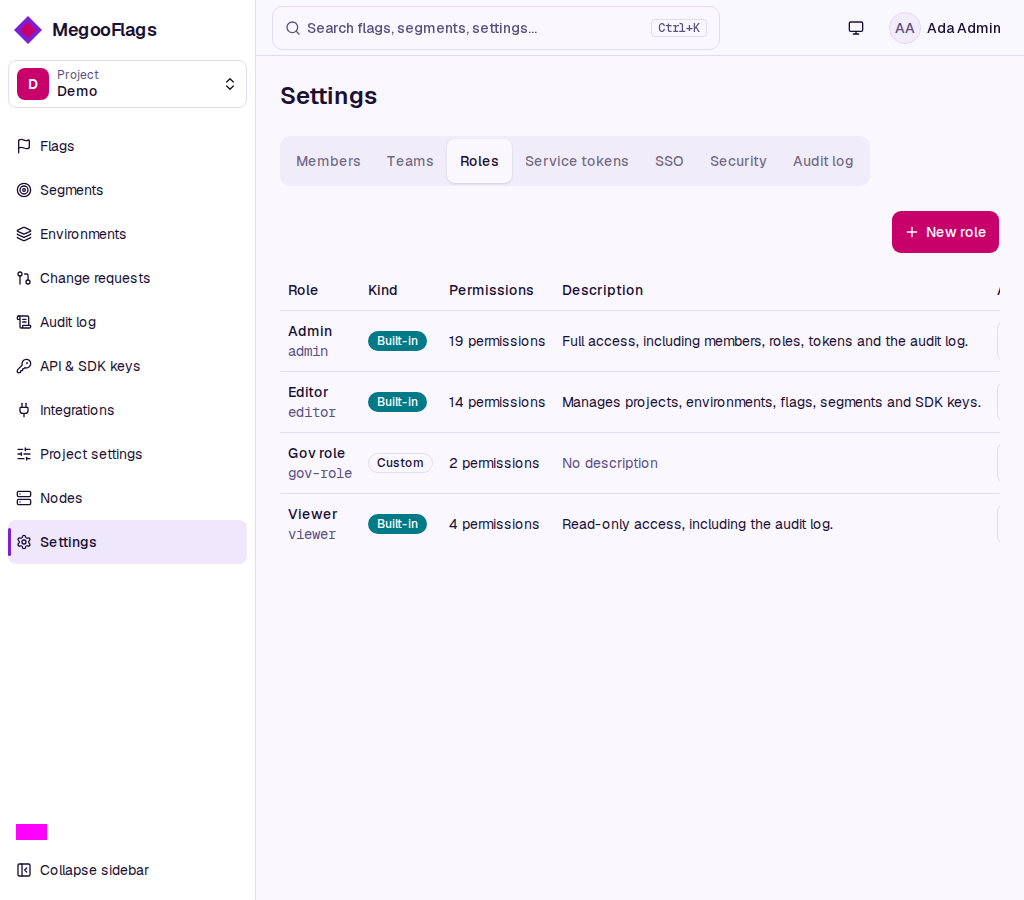 MegooFlags
Search flags, segments, settings...
Ctrl+K
AA
Ada Admin
D
Project
Demo
Flags
Segments
Environments
Change requests
Audit log
API & SDK keys
Integrations
Project settings
Nodes
Settings
Collapse sidebar
Settings
Members
Teams
Roles
Service tokens
SSO
Security
Audit log
New role
Role Kind Permissions Description
Admin
admin
Built-in
19 permissions
Full access, including members, roles, tokens and the audit log.
Editor
editor
Built-in
14 permissions
Manages projects, environments, flags, segments and SDK keys.
Gov role
gov-role
Custom
2 permissions
No description
Viewer
viewer
Built-in
4 permissions
Read-only access, including the audit log.